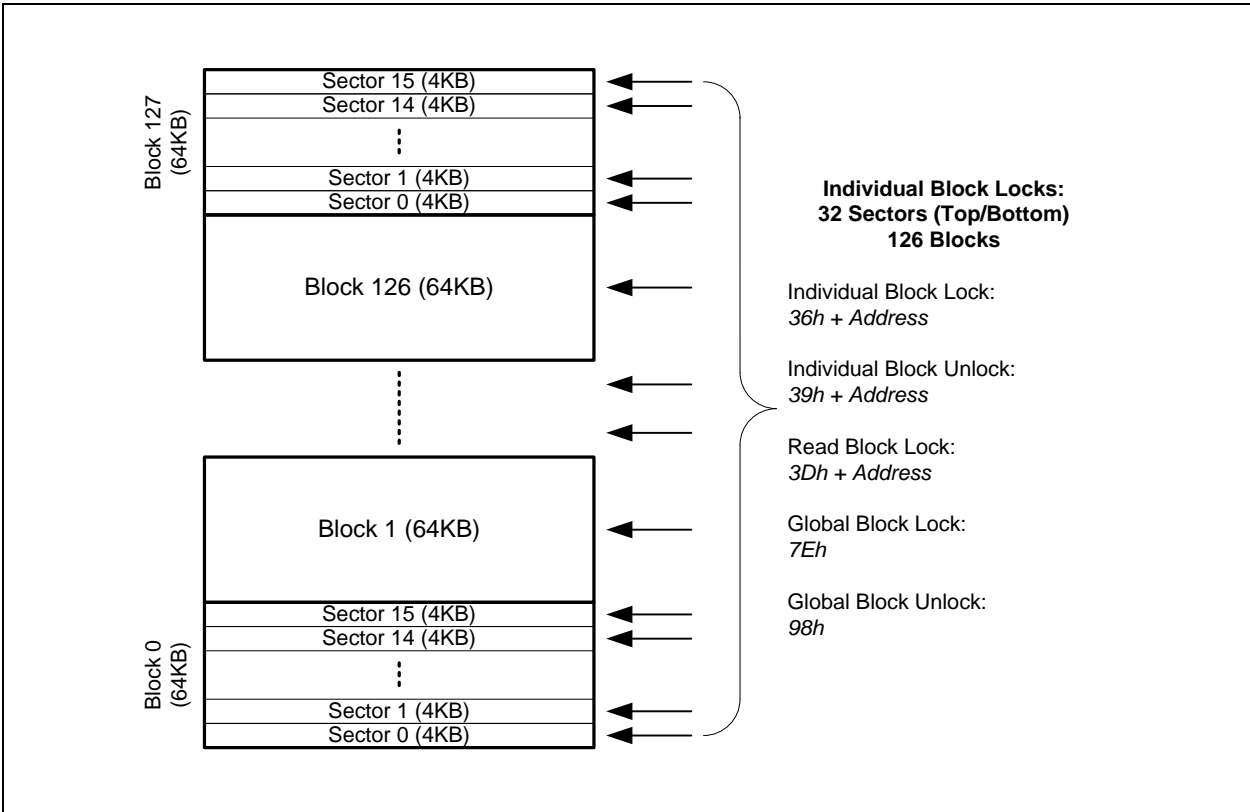 Block 127
(64KB)
Sector 15 (4KB)
Sector 14 (4KB)
Sector 1 (4KB)
Sector 0 (4KB)
Block 126 (64KB)
Block 1 (64KB)
Block 0
(64KB)
Sector 15 (4KB)
Sector 14 (4KB)
Sector 1 (4KB)
Sector 0 (4KB)
Individual Block Locks:
32 Sectors (Top/Bottom)
126 Blocks
Individual Block Lock:
36h + Address
Individual Block Unlock:
39h + Address
Read Block Lock:
3Dh + Address
Global Block Lock:
7Eh
Global Block Unlock:
98h